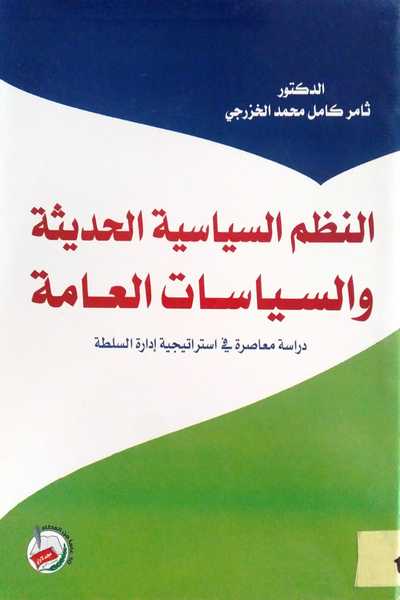 الدكتور
ثامر كامل محمد الخزرجي
النظم السياسية الحديثة
والسياسات العامة
دراسة معاصرة في استراتيجية إدارة السلطة